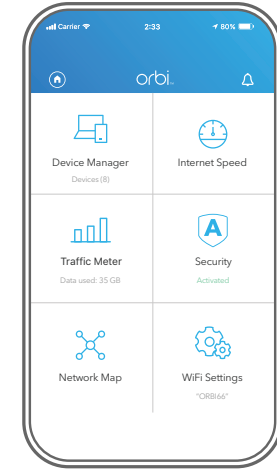 Carrier 2:33 80%
orbi™
Device Manager Internet Speed
Devices (8)
A
Traffic Meter Security
Data used: 35 GB Activated
Network Map WiFi Settings
"ORBI66"